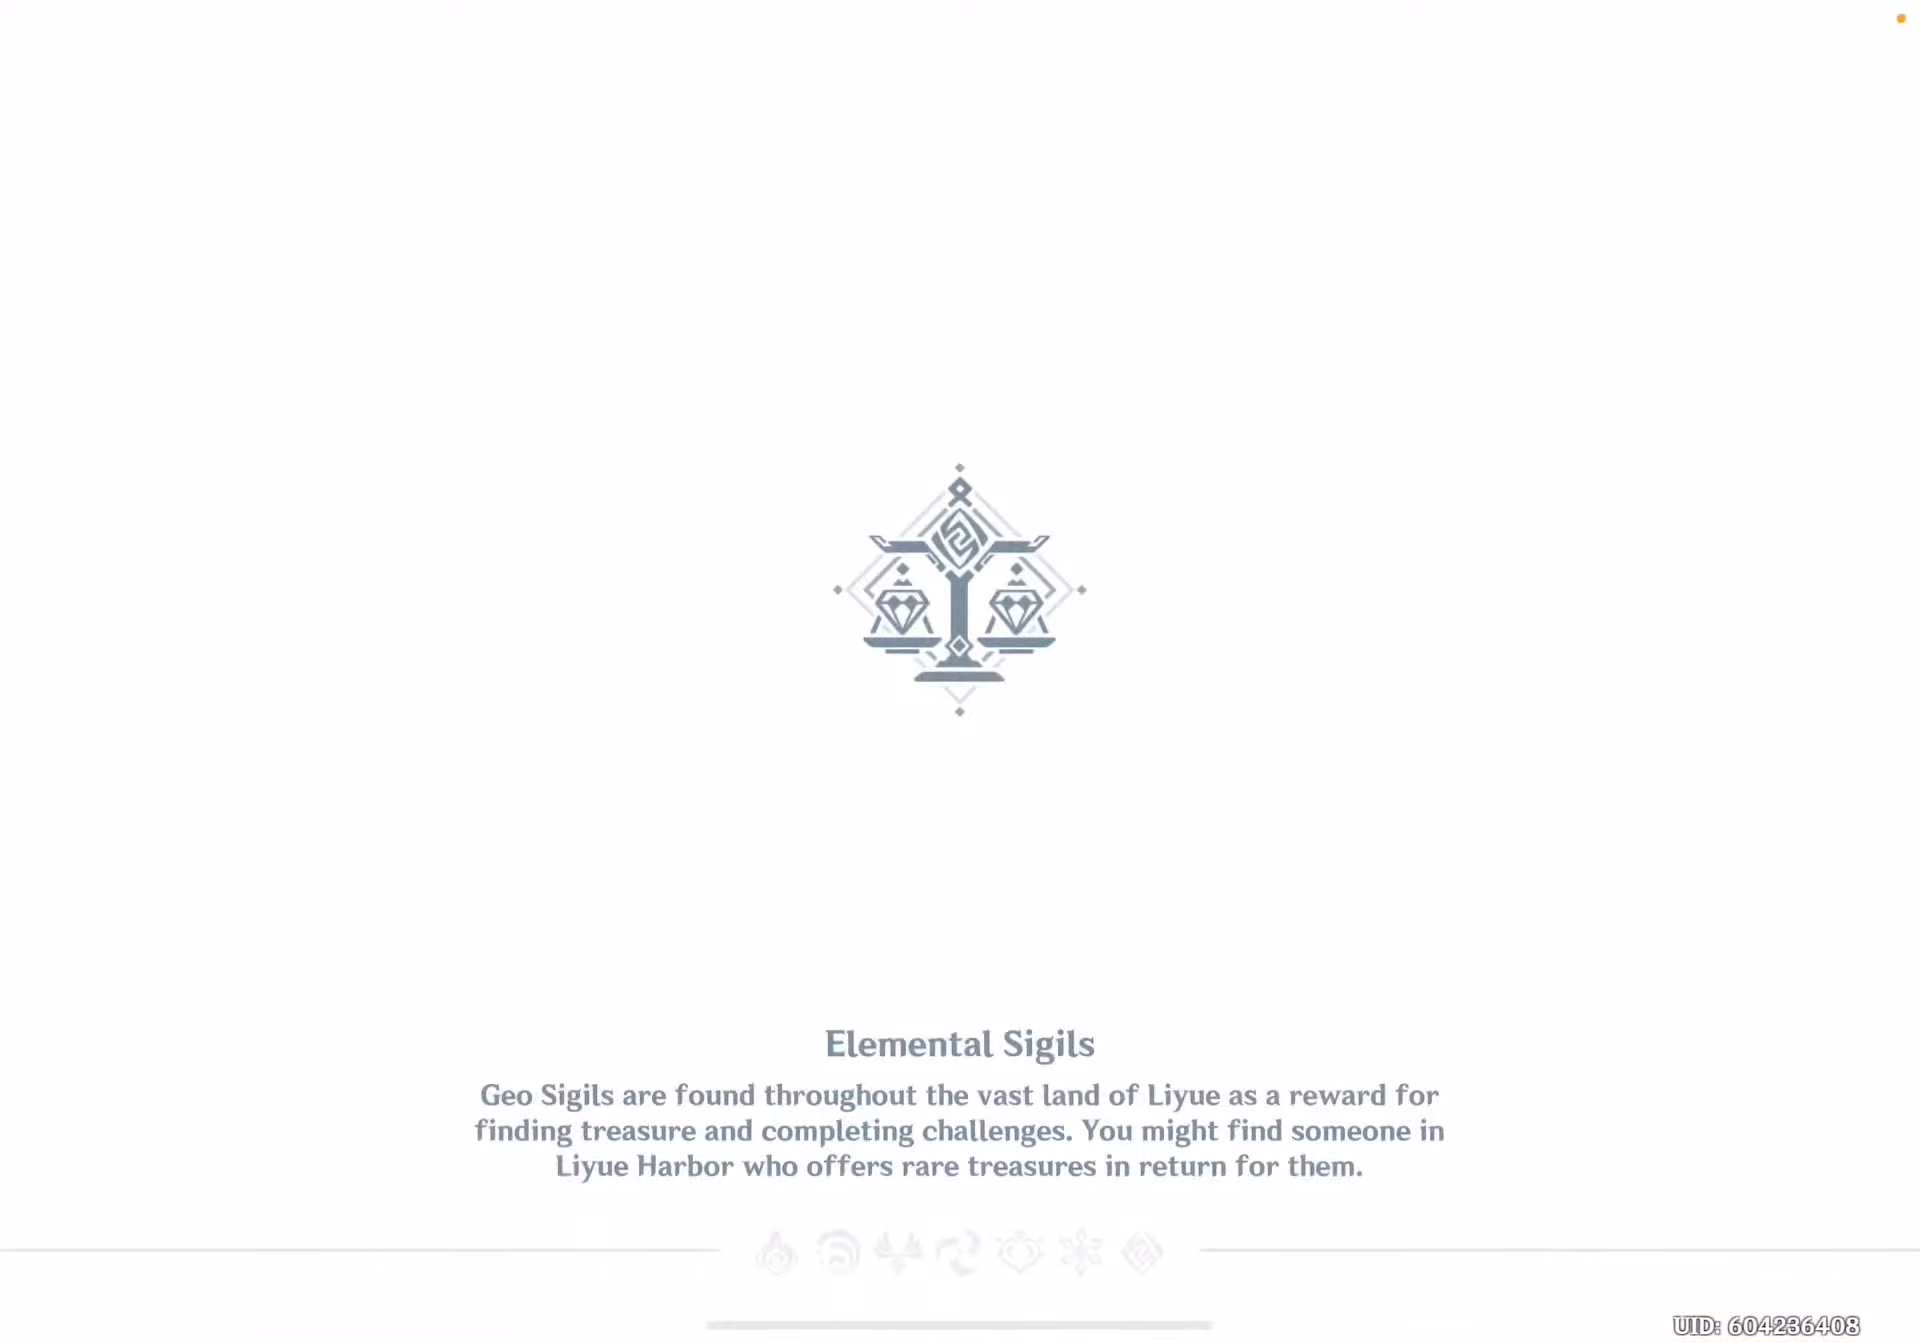 Elemental Sigils
Geo Sigils are found throughout the vast land of Liyue as a reward for
finding treasure and completing challenges. You might find someone in
Liyue Harbor who offers rare treasures in return for them.
UID: 604236408